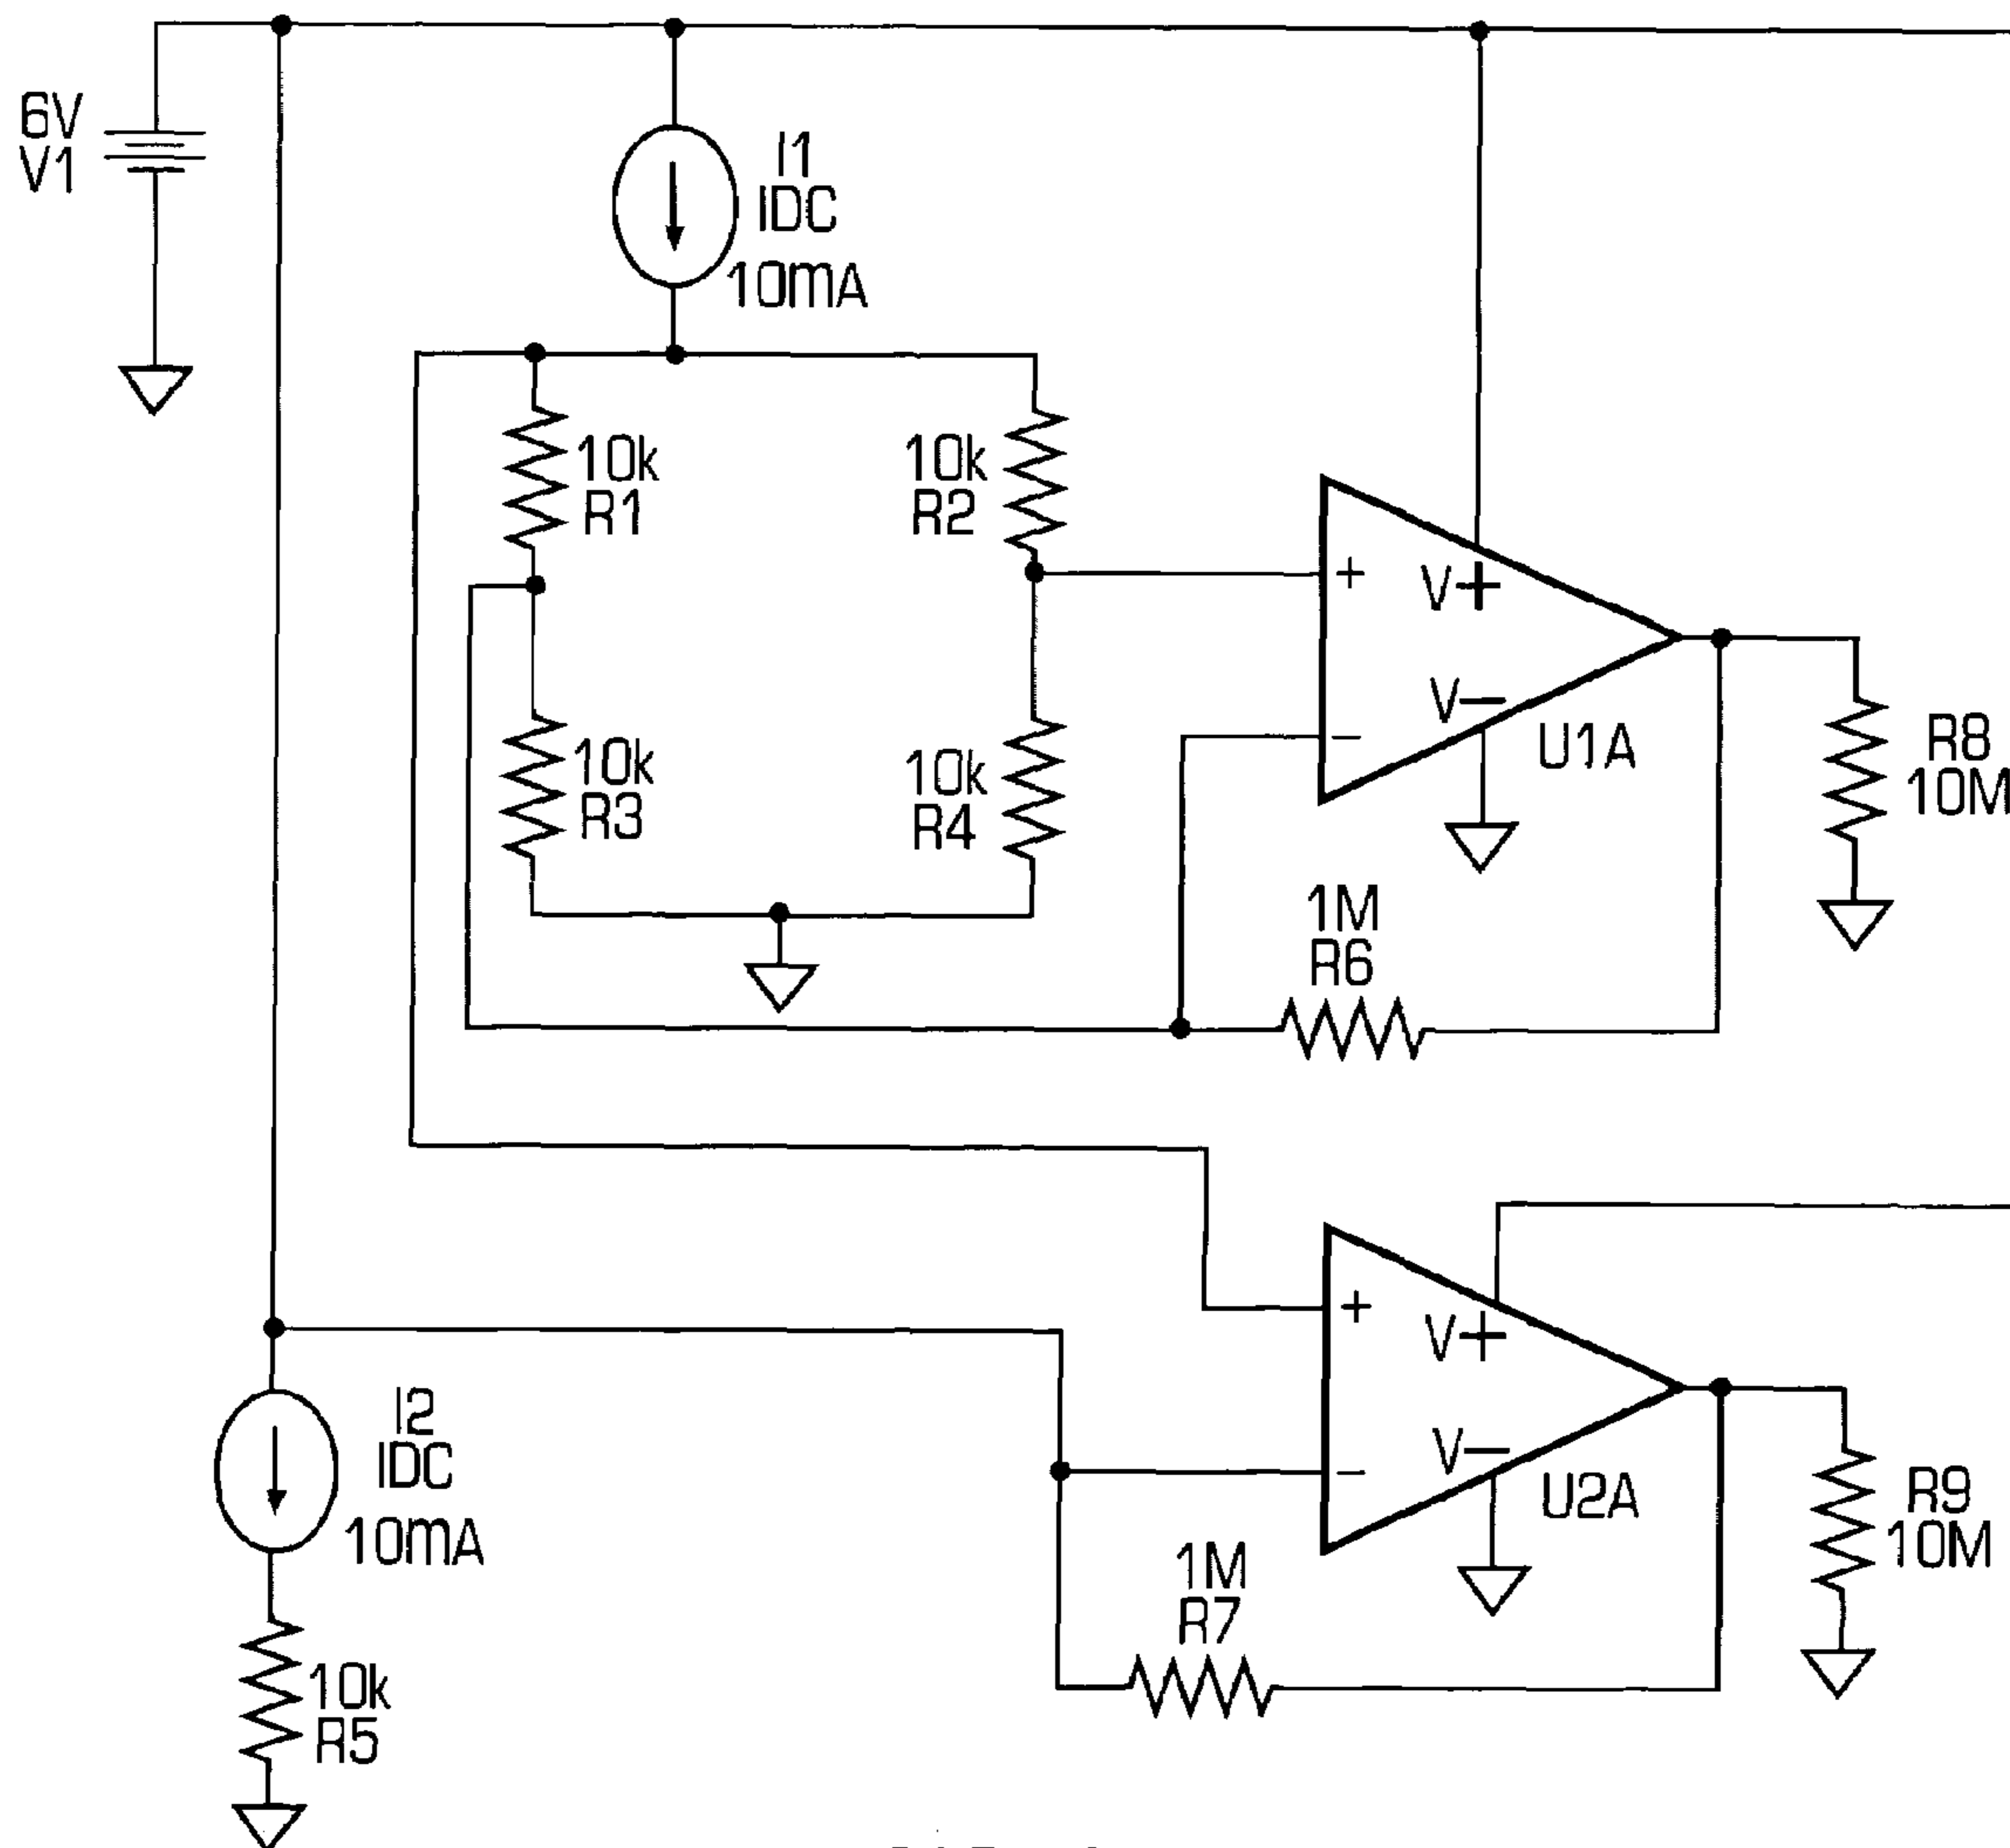 6V
V1
I1
IDC
10mA
10k
R1
10k
R2
+
V+
V−
−
U1A
R8
10M
10k
R3
10k
R4
1M
R6
+
V+
V−
−
U2A
R9
10M
I2
IDC
10mA
1M
R7
10k
R5